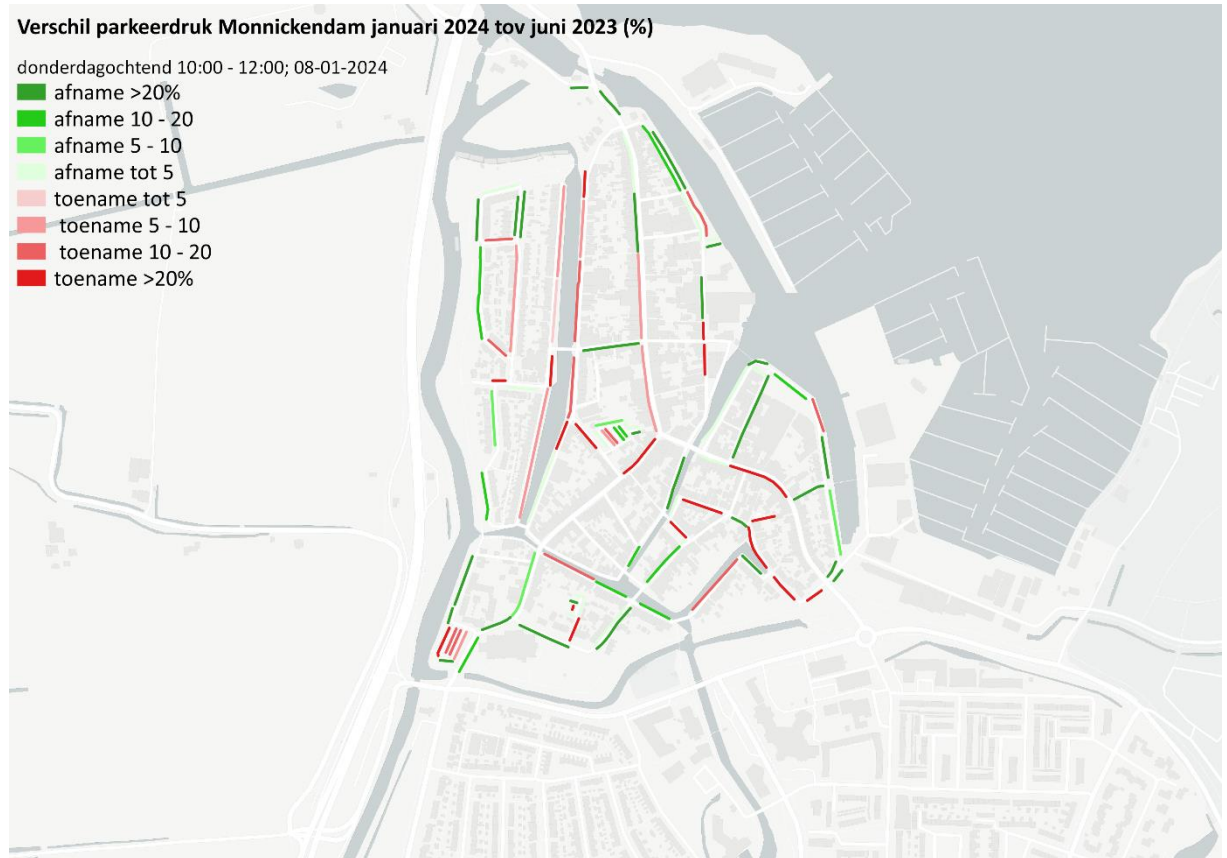 Verschil parkeerdruk Monnickendam januari 2024 tov juni 2023 (%)
donderdagochtend 10:00 - 12:00; 08-01-2024
afname >20%
afname 10 - 20
afname 5 - 10
afname tot 5
toename tot 5
toename 5 - 10
toename 10 - 20
toename >20%